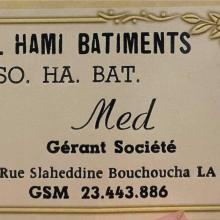 . HAMI BATIMENTS
SO. HA. BAT.
Med
Gérant Société
Rue Slaheddine Bouchoucha LA
GSM 23.443.886